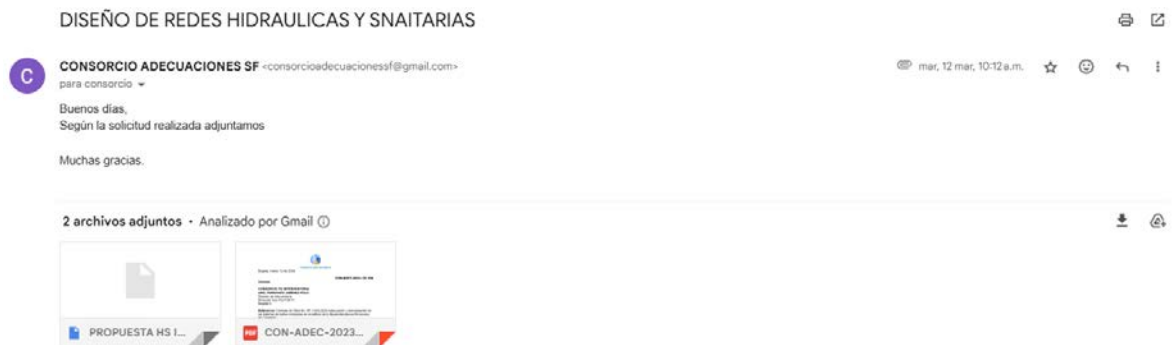 DISEÑO DE REDES HIDRAULICAS Y SNAITARIAS
C
CONSORCIO ADECUACIONES SF <consorcioadecuacionessf@gmail.com>
mar, 12 mar, 10:12 a.m.
para consorcio
Buenos días,
Según la solicitud realizada adjuntamos
Muchas gracias.
2 archivos adjuntos • Analizado por Gmail
PROPUESTA HS I...
PDF CON-ADEC-2023...